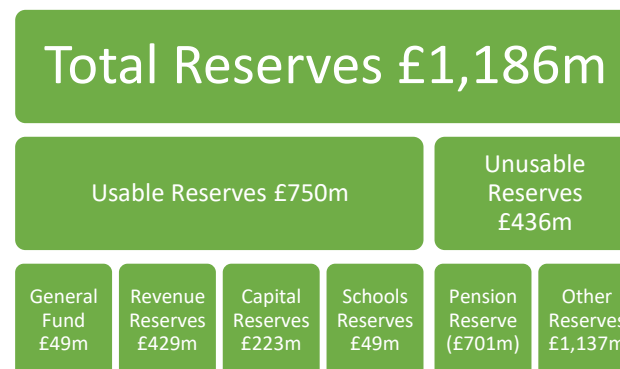 Total Reserves £1,186m
Usable Reserves £750m
Unusable
Reserves
£436m
General
Fund
£49m
Revenue
Reserves
£429m
Capital
Reserves
£223m
Schools
Reserves
£49m
Pension
Reserve
(£701m)
Other
Reserves
£1,137m